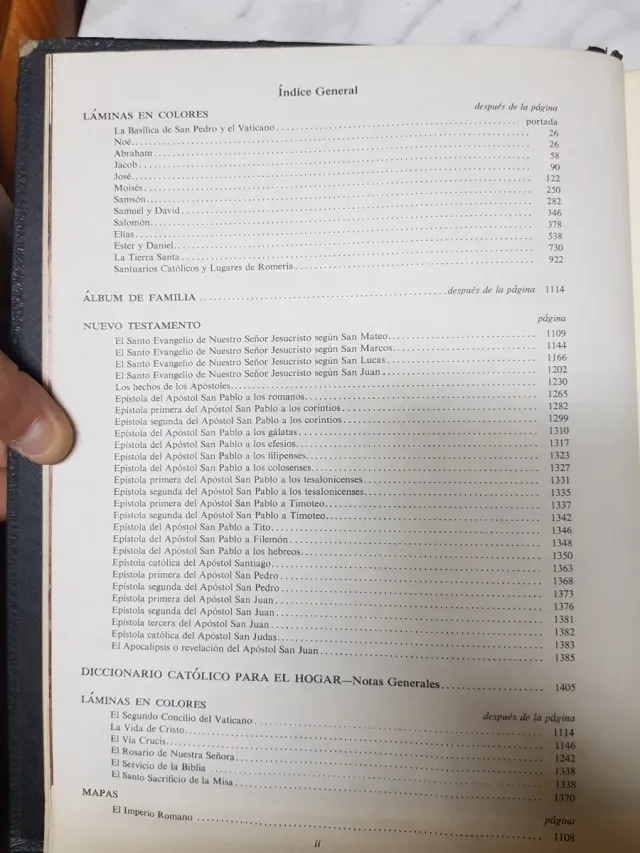 Índice General
LÁMINAS EN COLORES después de la página
La Basílica de San Pedro y el Vaticano portada
Noé 26
Abraham 26
Jacob 58
José 90
Moisés 122
Samsón 250
Samuel y David 282
Salomón 346
Elías 378
Ester y Daniel 538
La Tierra Santa 730
Santuarios Católicos y Lugares de Romería 922
ÁLBUM DE FAMILIA después de la página 1114
NUEVO TESTAMENTO página
El Santo Evangelio de Nuestro Señor Jesucristo según San Mateo 1109
El Santo Evangelio de Nuestro Señor Jesucristo según San Marcos 1144
El Santo Evangelio de Nuestro Señor Jesucristo según San Lucas 1166
El Santo Evangelio de Nuestro Señor Jesucristo según San Juan 1202
Los hechos de los Apóstoles 1230
Epístola del Apóstol San Pablo a los romanos 1265
Epístola primera del Apóstol San Pablo a los corintios 1282
Epístola segunda del Apóstol San Pablo a los corintios 1299
Epístola del Apóstol San Pablo a los gálatas 1310
Epístola del Apóstol San Pablo a los efesios 1317
Epístola del Apóstol San Pablo a los filipenses 1323
Epístola del Apóstol San Pablo a los colosenses 1327
Epístola primera del Apóstol San Pablo a los tesalonicenses 1331
Epístola segunda del Apóstol San Pablo a los tesalonicenses 1335
Epístola primera del Apóstol San Pablo a Timoteo 1337
Epístola segunda del Apóstol San Pablo a Timoteo 1342
Epístola del Apóstol San Pablo a Tito 1346
Epístola del Apóstol San Pablo a Filemón 1348
Epístola del Apóstol San Pablo a los hebreos 1350
Epístola católica del Apóstol Santiago 1363
Epístola primera del Apóstol San Pedro 1368
Epístola segunda del Apóstol San Pedro 1373
Epístola primera del Apóstol San Juan 1376
Epístola segunda del Apóstol San Juan 1381
Epístola tercera del Apóstol San Juan 1382
Epístola católica del Apóstol San Judas 1383
El Apocalipsis o revelación del Apóstol San Juan 1385
DICCIONARIO CATÓLICO PARA EL HOGAR—Notas Generales 1405
LÁMINAS EN COLORES después de la página
El Segundo Concilio del Vaticano 1114
La Vida de Cristo 1146
El Vía Crucis 1242
El Rosario de Nuestra Señora 1338
El Servicio de la Biblia 1338
El Santo Sacrificio de la Misa 1370
MAPAS página
El Imperio Romano 1108
ii